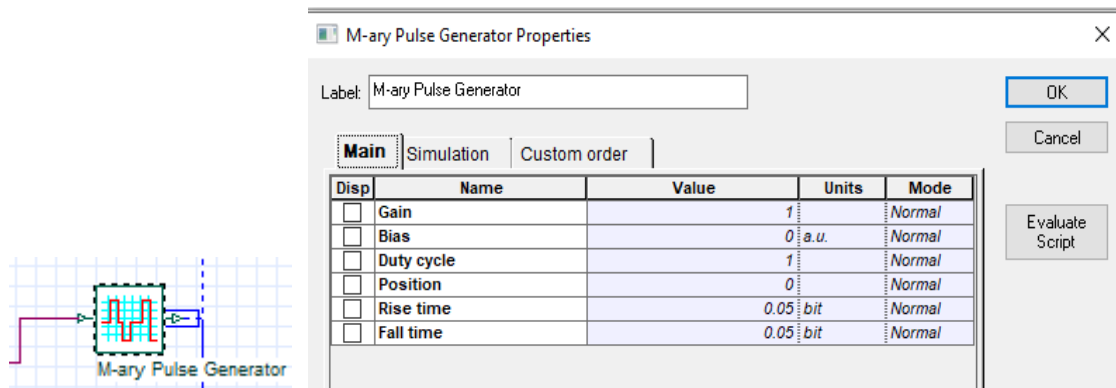 M-ary Pulse Generator Properties
Label: M-ary Pulse Generator
OK
Cancel
Main Simulation Custom order
Disp Name Value Units Mode
Gain 1 Normal
Bias 0 a.u. Normal
Duty cycle 1 Normal
Position 0 Normal
Rise time 0.05 bit Normal
Fall time 0.05 bit Normal
Evaluate
Script
M-ary Pulse Generator